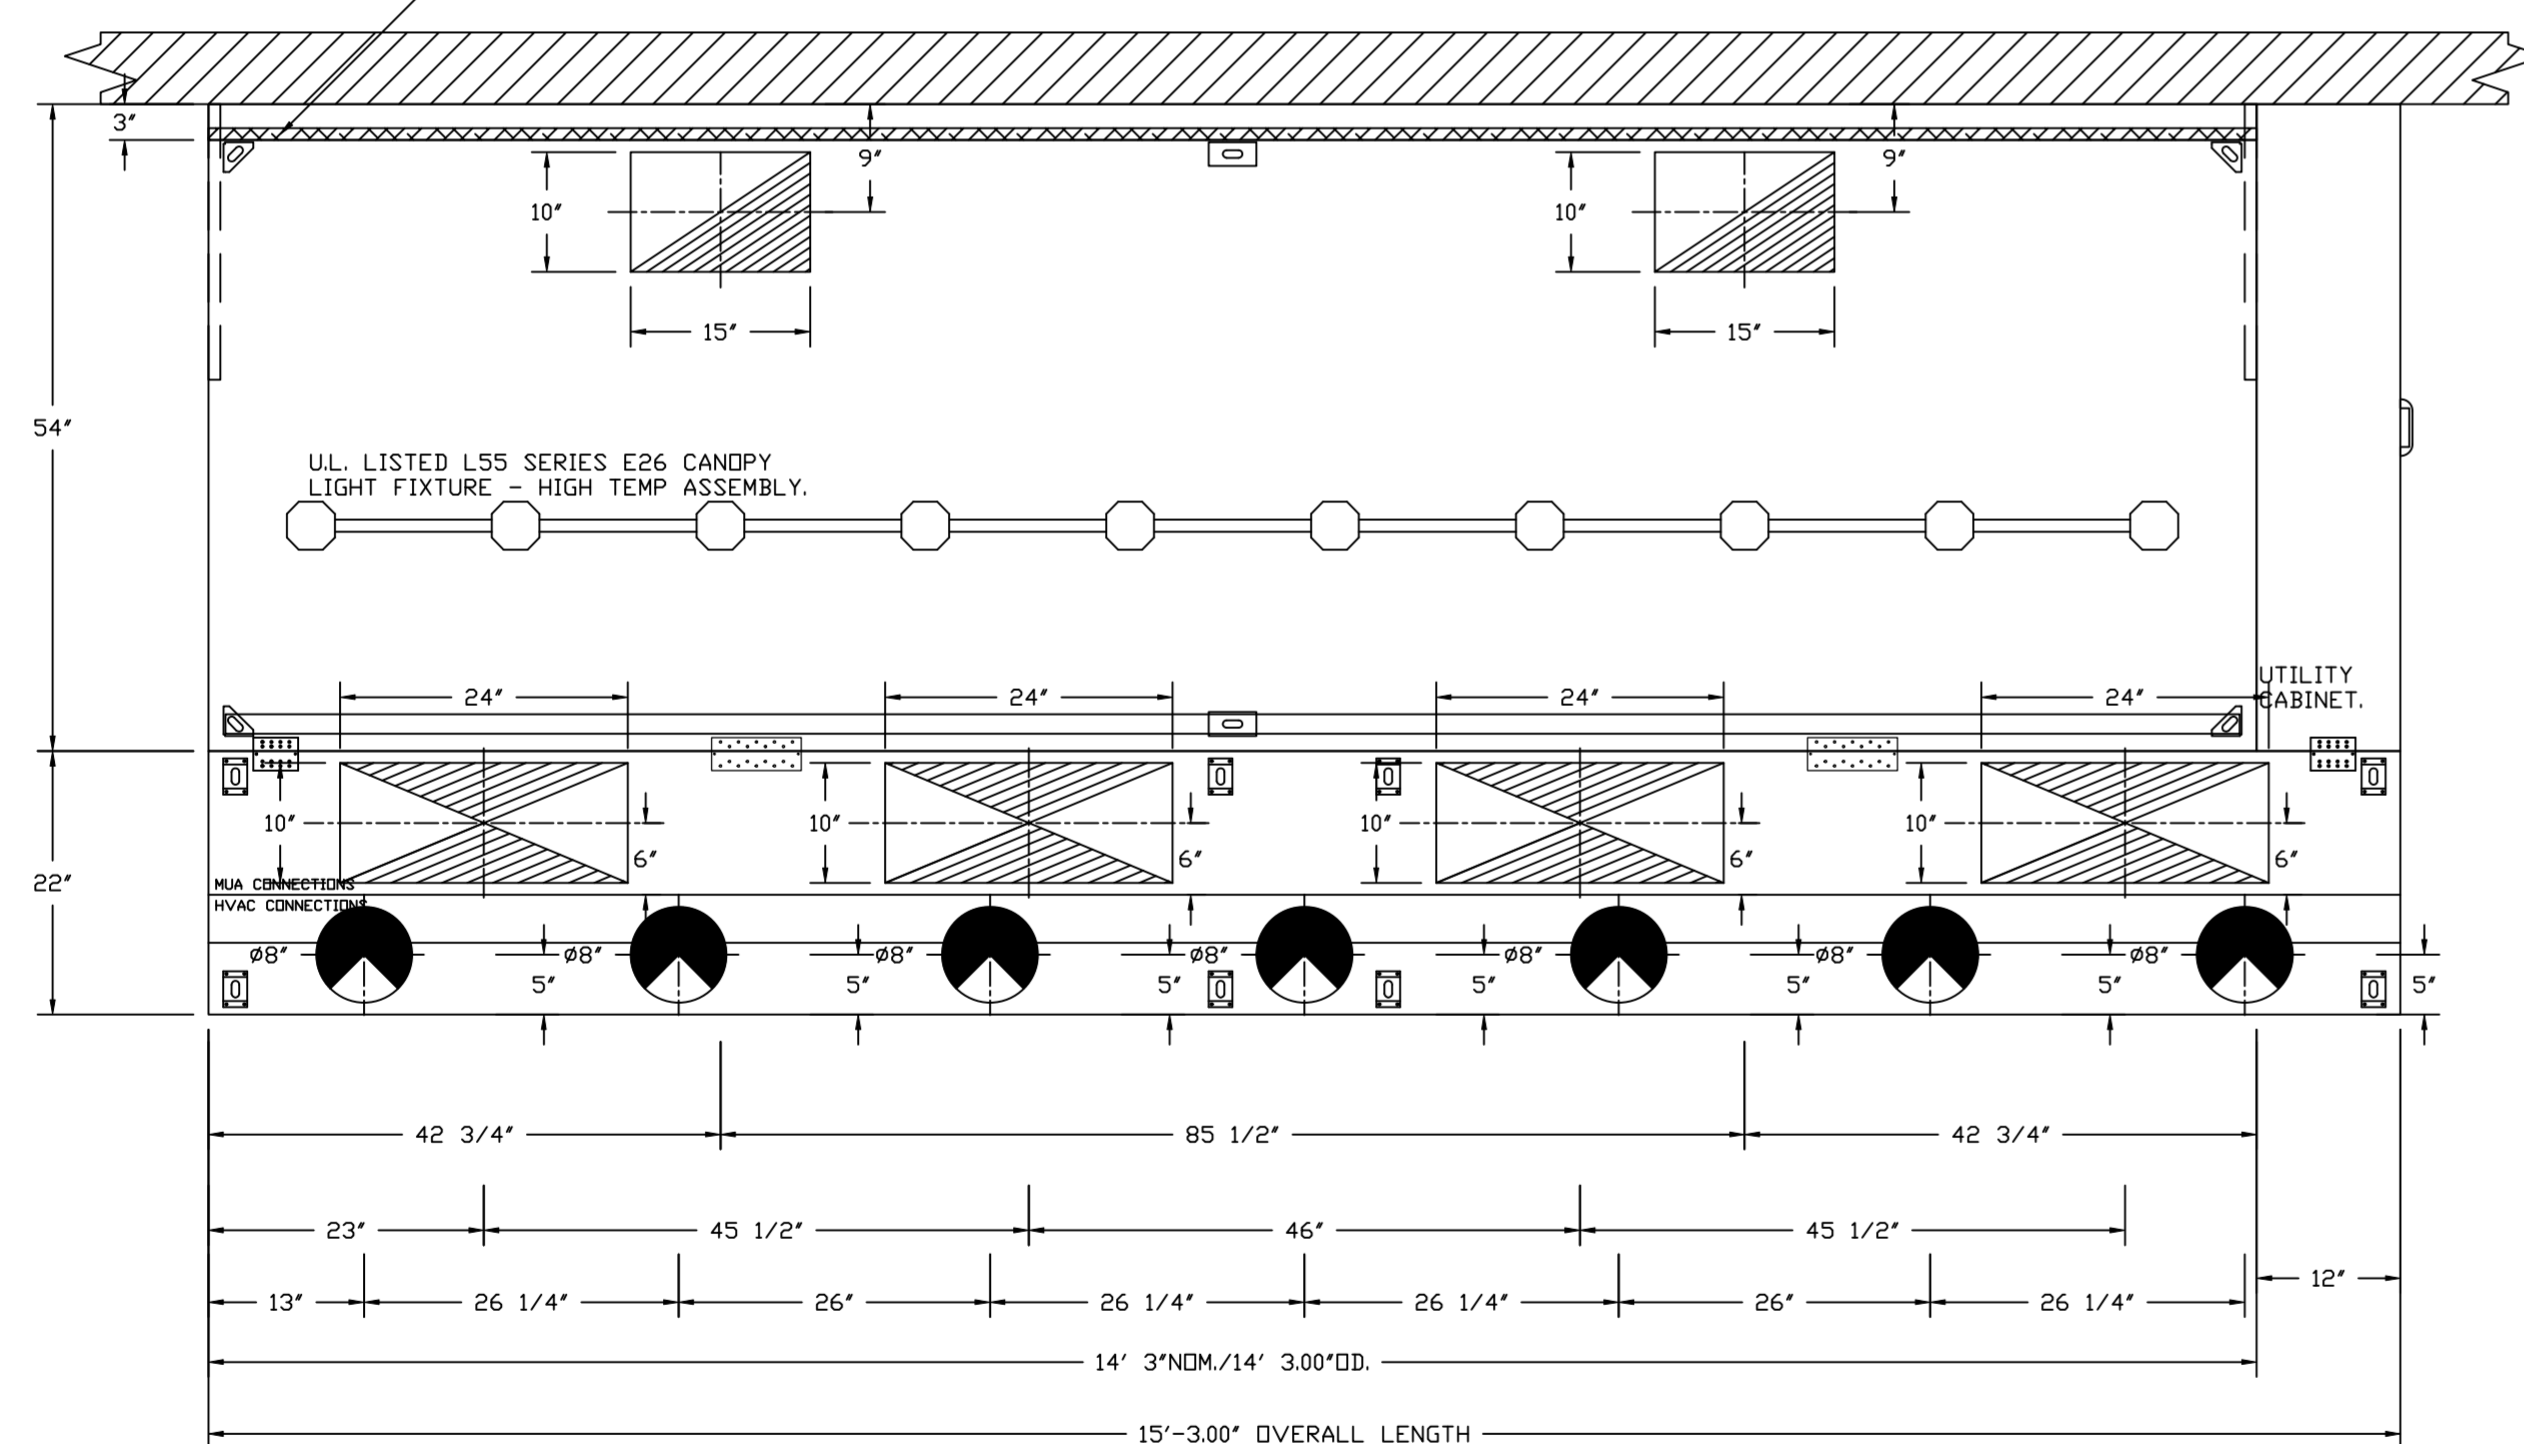 3"
9"
9"
10"
10"
15"
15"
54"
U.L. LISTED L55 SERIES E26 CANOPY
LIGHT FIXTURE - HIGH TEMP ASSEMBLY.
UTILITY
CABINET.
24"
24"
24"
24"
10"
10"
10"
10"
6"
6"
6"
6"
22"
MUA CONNECTIONS
HVAC CONNECTIONS
ø8"
ø8"
ø8"
ø8"
ø8"
ø8"
ø8"
5"
5"
5"
5"
5"
5"
5"
42 3/4"
85 1/2"
42 3/4"
23"
45 1/2"
46"
45 1/2"
12"
13"
26 1/4"
26"
26 1/4"
26 1/4"
26"
26 1/4"
14' 3"NOM./14' 3.00"OD.
15'-3.00" OVERALL LENGTH